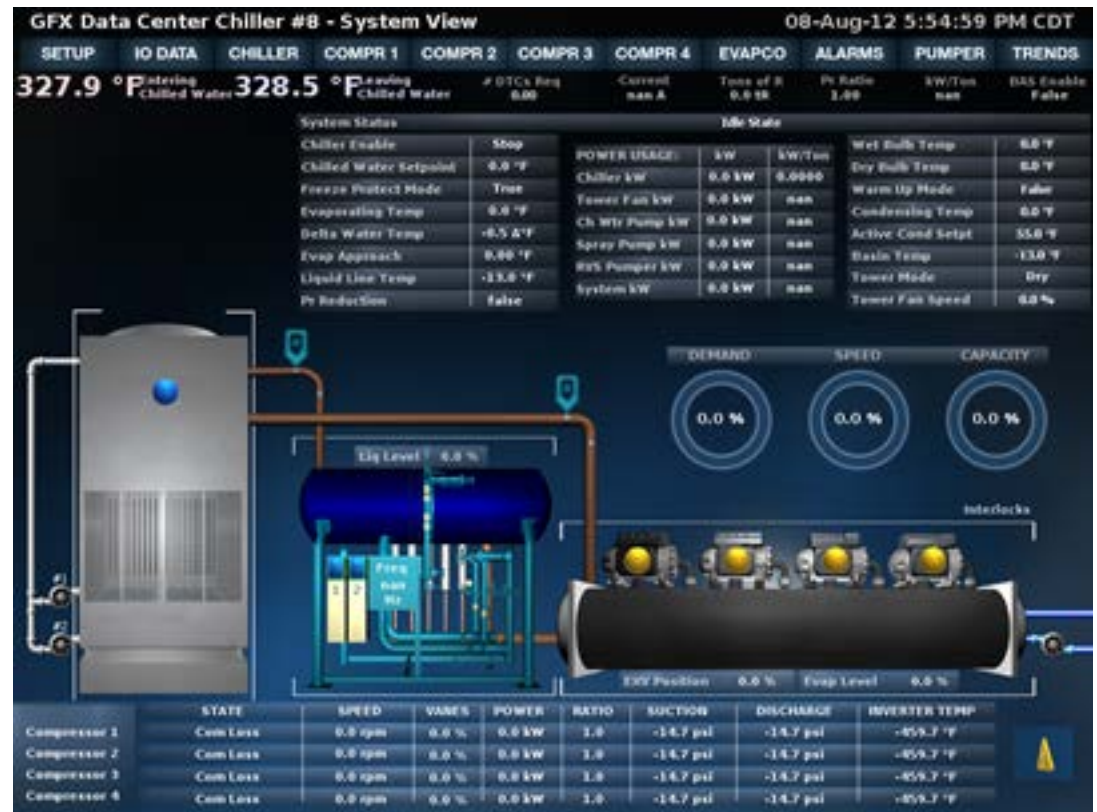 GFX Data Center Chiller #8 - System View 08-Aug-12 5:54:59 PM CDT
SETUP IO DATA CHILLER COMPR 1 COMPR 2 COMPR 3 COMPR 4 EVAPCO ALARMS PUMPER TRENDS
327.9 °F Entering Chilled Water 328.5 °F Leaving Chilled Water # DTCs Req 0.00 Current nan A Tons of R 0.0 tR Pr Ratio 1.00 kW/Ton nan BAS Enable False
System Status Idle State
Chiller Enable Stop
Chilled Water Setpoint 0.0 °F
Freeze Protect Mode True
Evaporating Temp 0.0 °F
Delta Water Temp -0.5 Δ°F
Evap Approach 0.00 °F
Liquid Line Temp -13.0 °F
Pr Reduction False
POWER USAGE: kW kW/Ton
Chiller kW 0.0 kW 0.0000
Tower Fan kW 0.0 kW nan
Ch Wtr Pump kW 0.0 kW nan
Spray Pump kW 0.0 kW nan
RVS Pumper kW 0.0 kW nan
System kW 0.0 kW nan
Wet Bulb Temp 0.0 °F
Dry Bulb Temp 0.0 °F
Warm Up Mode False
Condensing Temp 0.0 °F
Active Cond Setpt 55.0 °F
Basin Temp -13.0 °F
Tower Mode Dry
Tower Fan Speed 0.0 %
DEMAND SPEED CAPACITY
0.0 % 0.0 % 0.0 %
Liq Level 0.0 %
Interlocks
Freq
nan
Hz
1 2
#1
#2
EXV Position 0.0 % Evap Level 0.0 %
STATE SPEED VANES POWER RATIO SUCTION DISCHARGE INVERTER TEMP
Compressor 1 Com Loss 0.0 rpm 0.0 % 0.0 kW 1.0 -14.7 psi -14.7 psi -459.7 °F
Compressor 2 Com Loss 0.0 rpm 0.0 % 0.0 kW 1.0 -14.7 psi -14.7 psi -459.7 °F
Compressor 3 Com Loss 0.0 rpm 0.0 % 0.0 kW 1.0 -14.7 psi -14.7 psi -459.7 °F
Compressor 4 Com Loss 0.0 rpm 0.0 % 0.0 kW 1.0 -14.7 psi -14.7 psi -459.7 °F